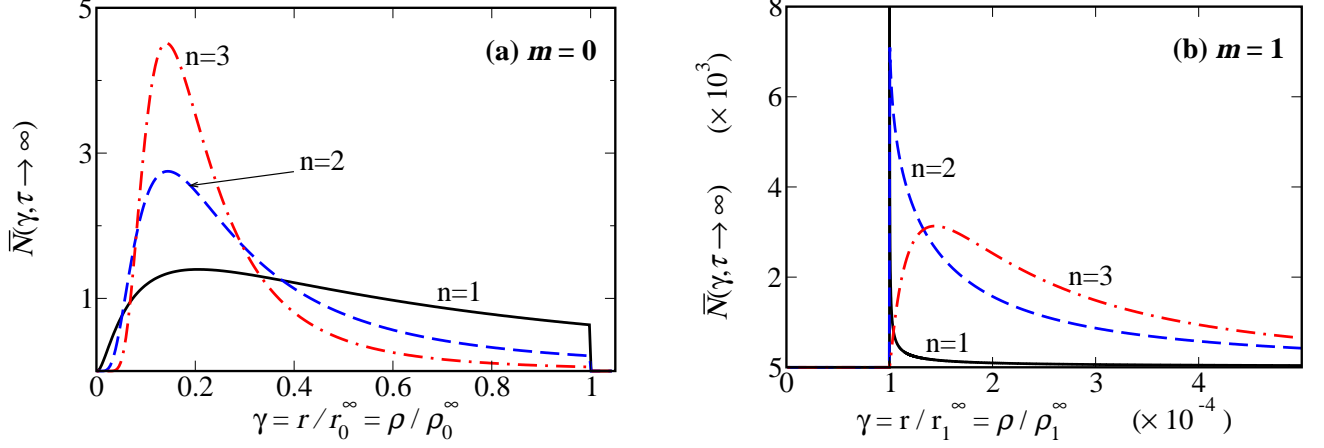 5
3
1
0
0.2
0.4
0.6
0.8
1
N̅(γ, τ → ∞)
γ = r / r₀^∞ = ρ / ρ₀^∞
(a) m = 0
n=3
n=2
n=1
8
6
4
2
5
0
1
2
3
4
N̅(γ, τ → ∞) (× 10³)
γ = r / r₁^∞ = ρ / ρ₁^∞ (× 10⁻⁴)
(b) m = 1
n=2
n=3
n=1